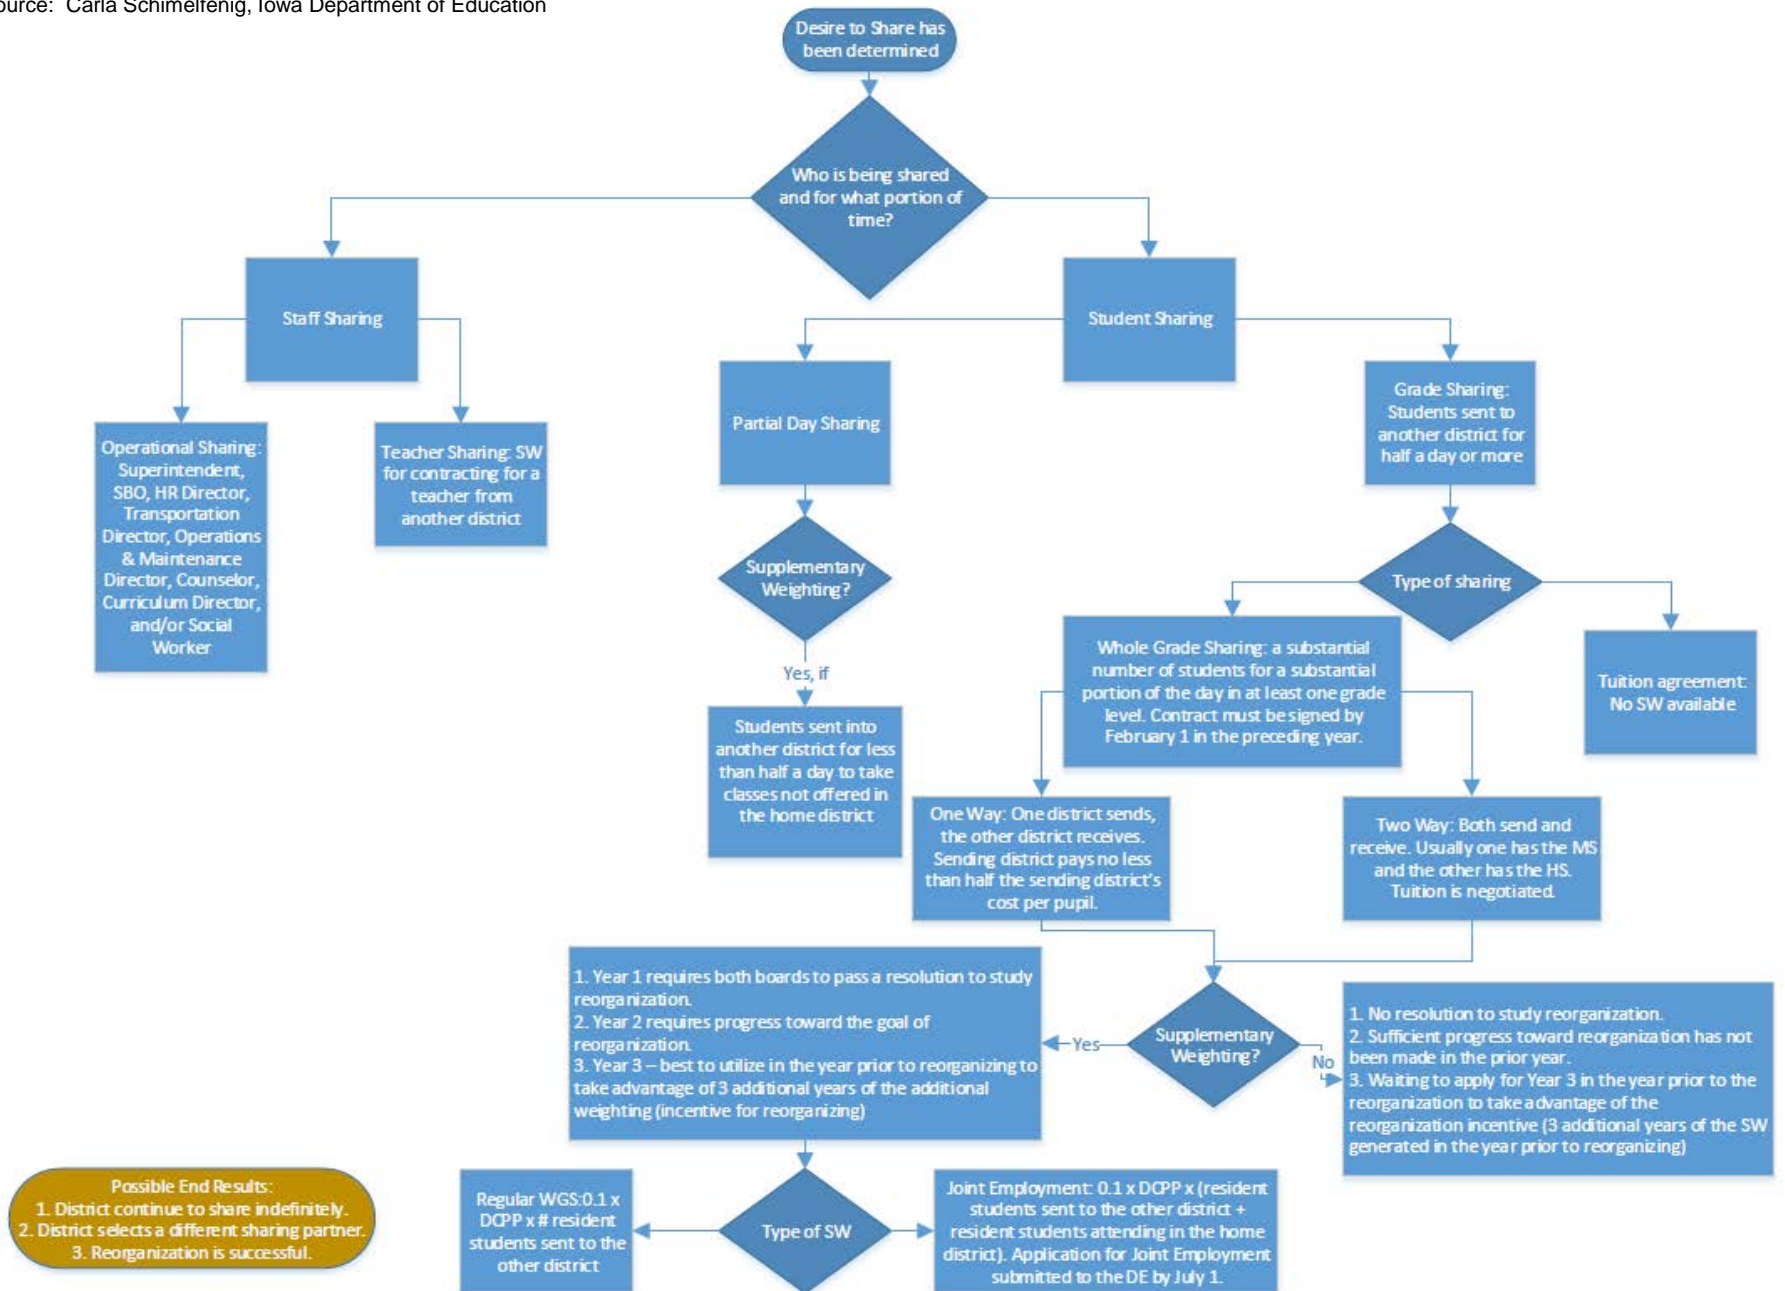 ource: Carla Schimelfenig, Iowa Department of Education
Desire to Share has
been determined
Who is being shared
and for what portion of
time?
Staff Sharing
Student Sharing
Operational Sharing:
Superintendent,
SBO, HR Director,
Transportation
Director, Operations
& Maintenance
Director, Counselor,
Curriculum Director,
and/or Social
Worker
Teacher Sharing: SW
for contracting for a
teacher from
another district
Partial Day Sharing
Grade Sharing:
Students sent to
another district for
half a day or more
Supplementary
Weighting?
Type of sharing
Yes, if
Students sent into
another district for less
than half a day to take
classes not offered in
the home district
Whole Grade Sharing: a substantial
number of students for a substantial
portion of the day in at least one grade
level. Contract must be signed by
February 1 in the preceding year.
Tuition agreement:
No SW available
One Way: One district sends,
the other district receives.
Sending district pays no less
than half the sending district's
cost per pupil.
Two Way: Both send and
receive. Usually one has the MS
and the other has the HS.
Tuition is negotiated.
1. Year 1 requires both boards to pass a resolution to study
reorganization.
2. Year 2 requires progress toward the goal of
reorganization.
3. Year 3 – best to utilize in the year prior to reorganizing to
take advantage of 3 additional years of the additional
weighting (incentive for reorganizing)
Yes
Supplementary
Weighting?
No
1. No resolution to study reorganization.
2. Sufficient progress toward reorganization has not
been made in the prior year.
3. Waiting to apply for Year 3 in the year prior to the
reorganization to take advantage of the
reorganization incentive (3 additional years of the SW
generated in the year prior to reorganizing)
Possible End Results:
1. District continue to share indefinitely.
2. District selects a different sharing partner.
3. Reorganization is successful.
Regular WGS:0.1 x
DCPP x # resident
students sent to the
other district
Type of SW
Joint Employment: 0.1 x DCPP x (resident
students sent to the other district +
resident students attending in the home
district). Application for Joint Employment
submitted to the DE by July 1.